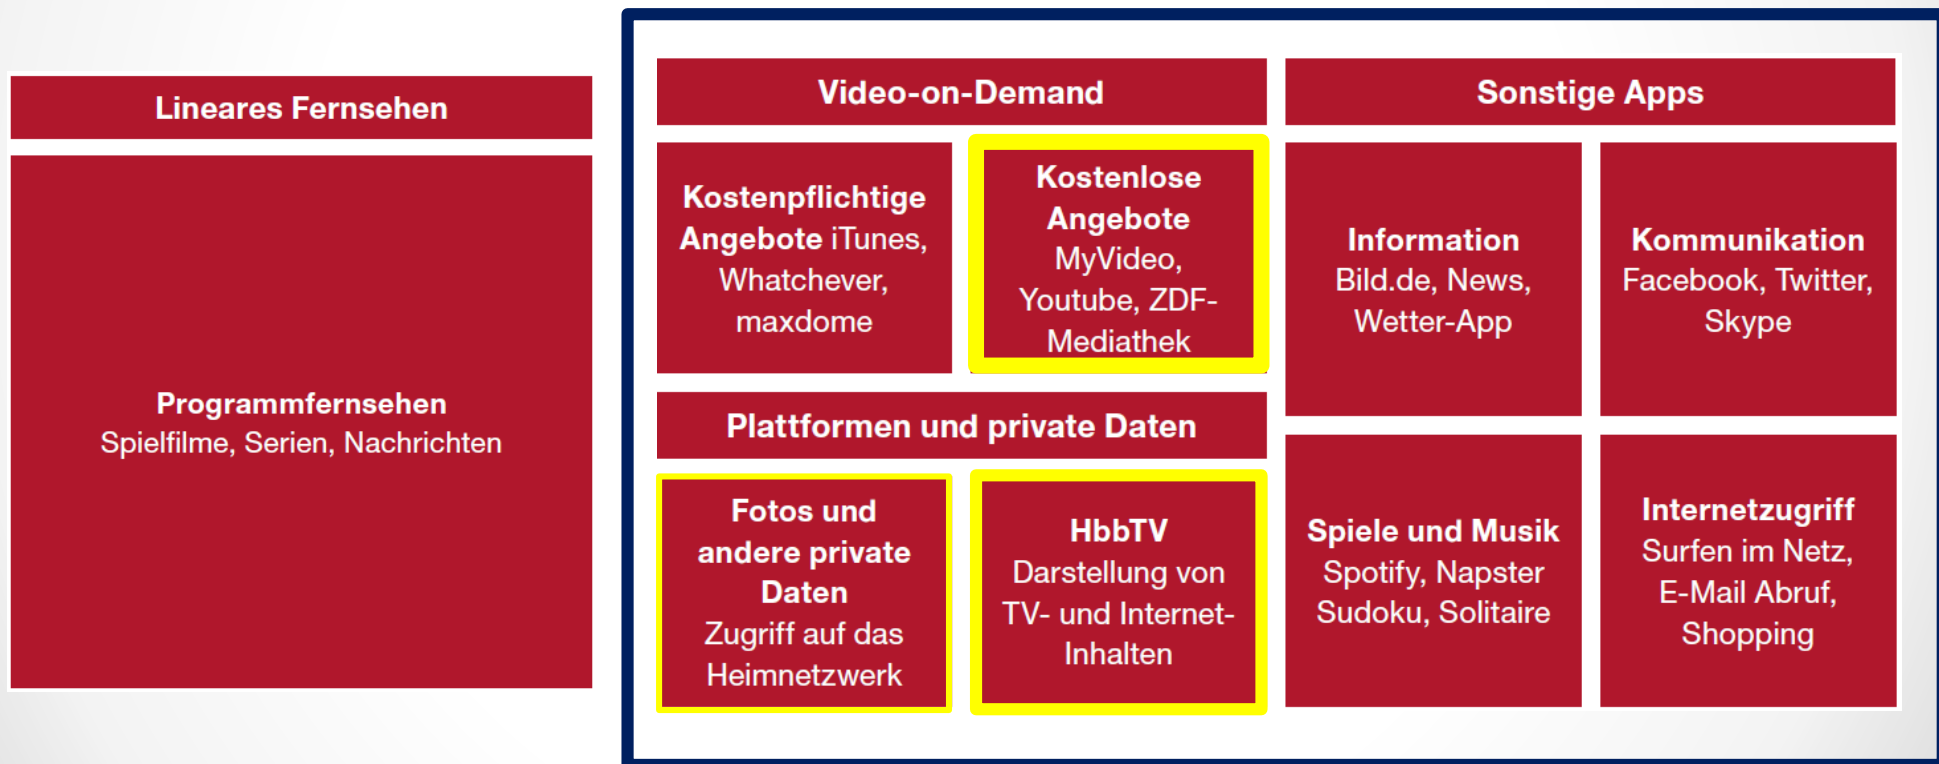 Lineares Fernsehen
Programmfernsehen
Spielfilme, Serien, Nachrichten
Video-on-Demand
Kostenpflichtige
Angebote iTunes,
Whatchever,
maxdome
Kostenlose
Angebote
MyVideo,
Youtube, ZDF-
Mediathek
Plattformen und private Daten
Fotos und
andere private
Daten
Zugriff auf das
Heimnetzwerk
HbbTV
Darstellung von
TV- und Internet-
Inhalten
Sonstige Apps
Information
Bild.de, News,
Wetter-App
Kommunikation
Facebook, Twitter,
Skype
Spiele und Musik
Spotify, Napster
Sudoku, Solitaire
Internetzugriff
Surfen im Netz,
E-Mail Abruf,
Shopping